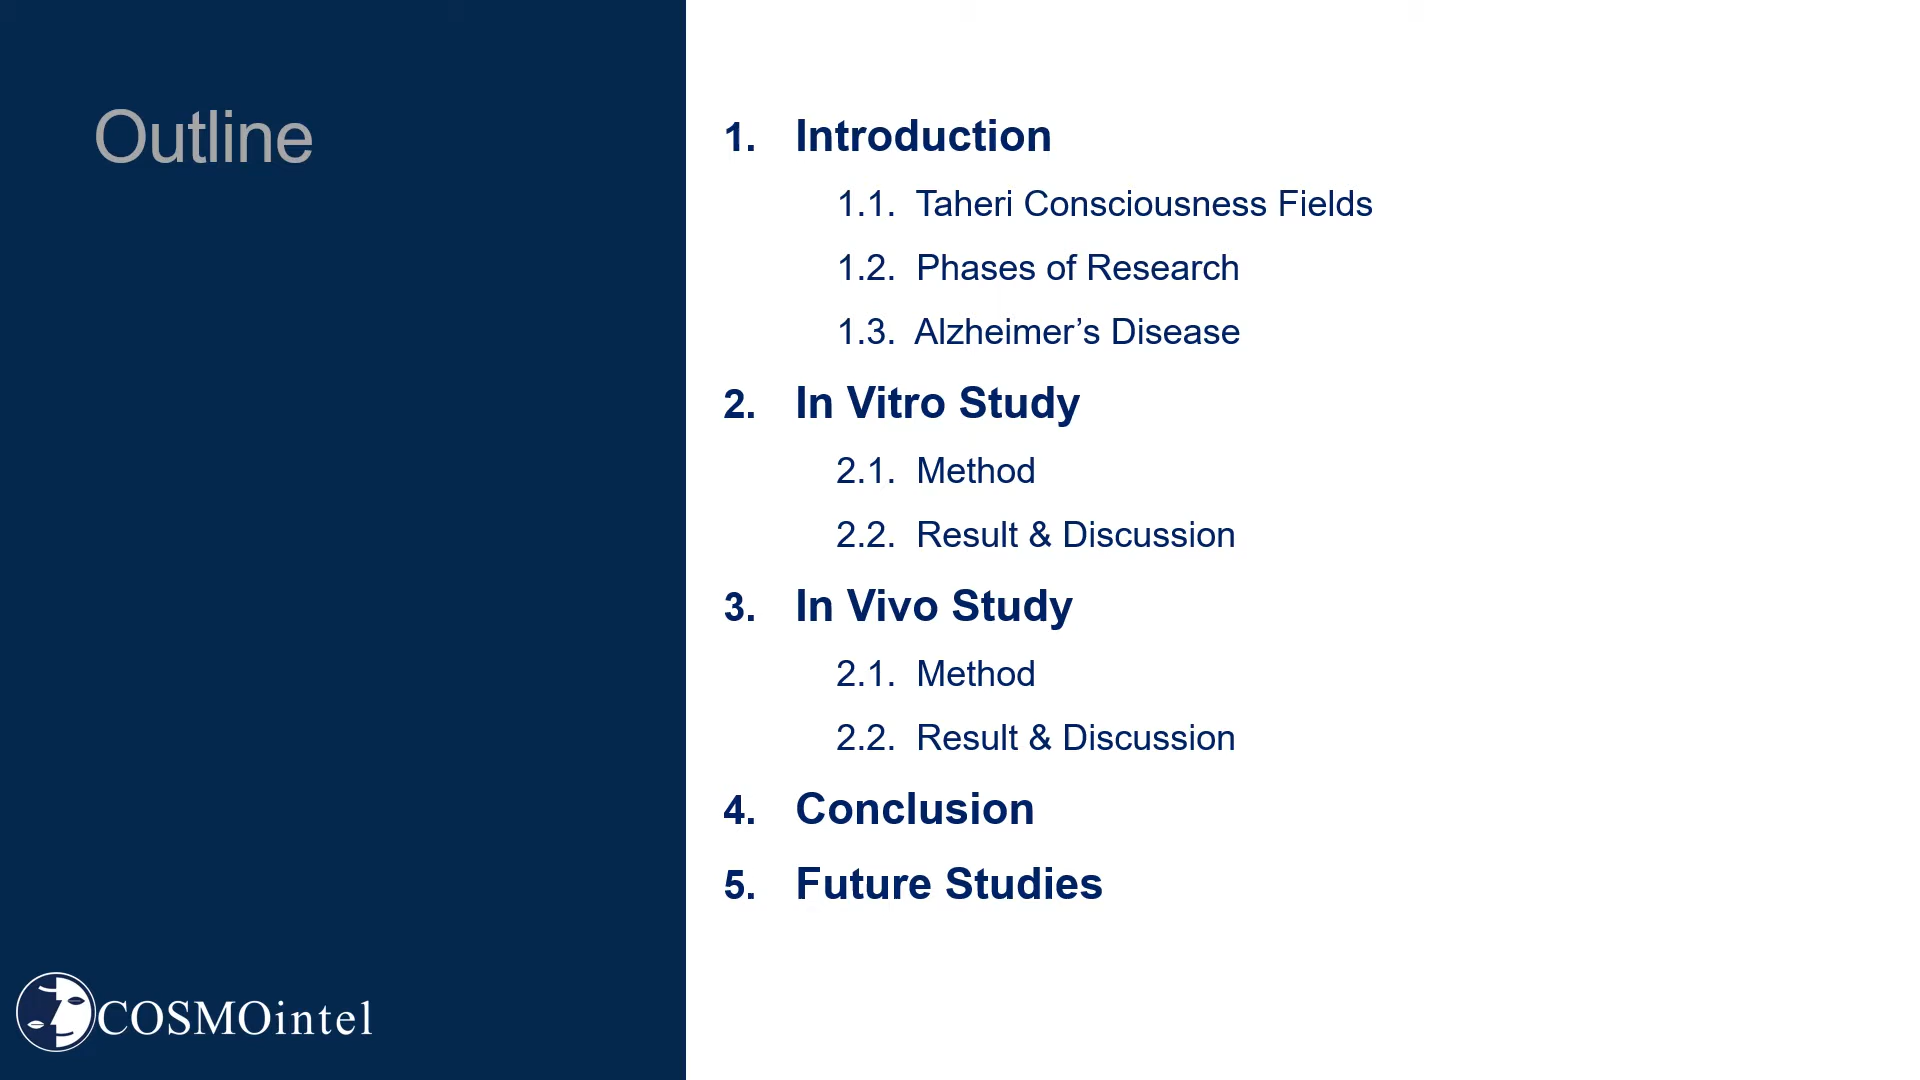 Outline
1. Introduction
1.1. Taheri Consciousness Fields
1.2. Phases of Research
1.3. Alzheimer’s Disease
2. In Vitro Study
2.1. Method
2.2. Result & Discussion
3. In Vivo Study
2.1. Method
2.2. Result & Discussion
4. Conclusion
5. Future Studies
COSMOintel